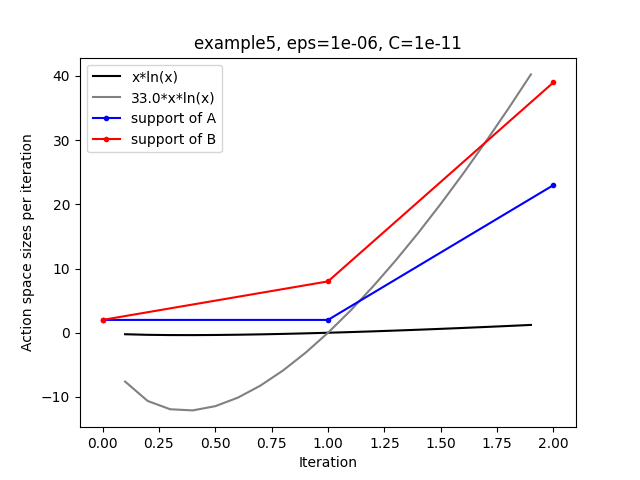 example5, eps=1e-06, C=1e-11
x*ln(x)
33.0*x*ln(x)
support of A
support of B
Action space sizes per iteration
40
30
20
10
0
−10
0.00 0.25 0.50 0.75 1.00 1.25 1.50 1.75 2.00
Iteration